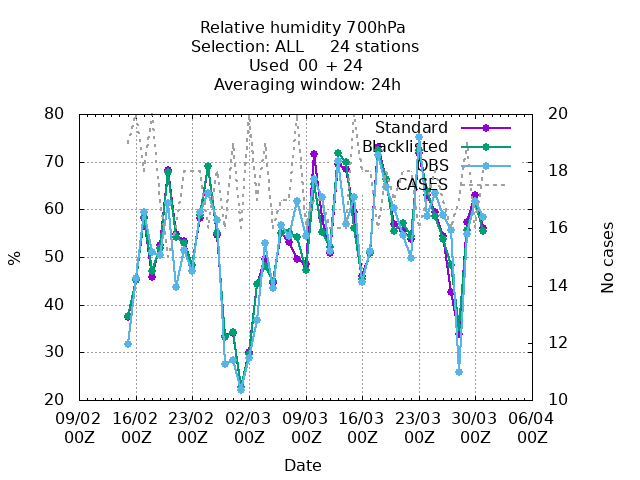 Relative humidity 700hPa
Selection: ALL 24 stations
Used 00 + 24
Averaging window: 24h
80 20
Standard
70 Blacklisted 18
OBS
CASES
60 16
% 50 No cases
14
40
12
30
20 10
09/02 16/02 23/02 02/03 09/03 16/03 23/03 30/03 06/04
00Z 00Z 00Z 00Z 00Z 00Z 00Z 00Z 00Z
Date